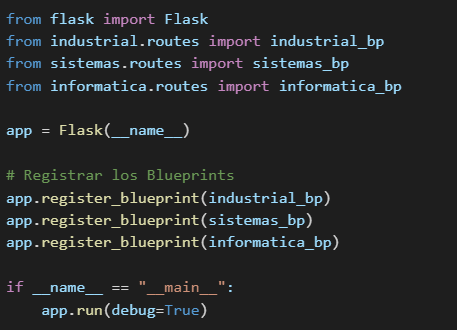 from flask import Flask
from industrial.routes import industrial_bp
from sistemas.routes import sistemas_bp
from informatica.routes import informatica_bp

app = Flask(__name__)

# Registrar los Blueprints
app.register_blueprint(industrial_bp)
app.register_blueprint(sistemas_bp)
app.register_blueprint(informatica_bp)

if __name__ == "__main__":
    app.run(debug=True)